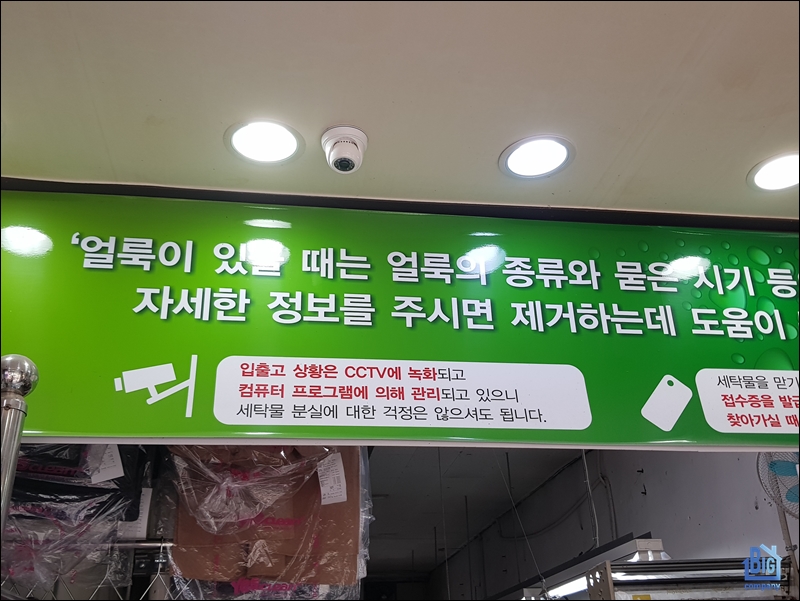 '얼룩이 있을 때는 얼룩의 종류와 묻은 시기 등
자세한 정보를 주시면 제거하는데 도움이
입출고 상황은 CCTV에 녹화되고
컴퓨터 프로그램에 의해 관리되고 있으니
세탁물 분실에 대한 걱정은 않으셔도 됩니다.
세탁물을 맡기
접수증을 발급
찾아가실 때
DIG
company